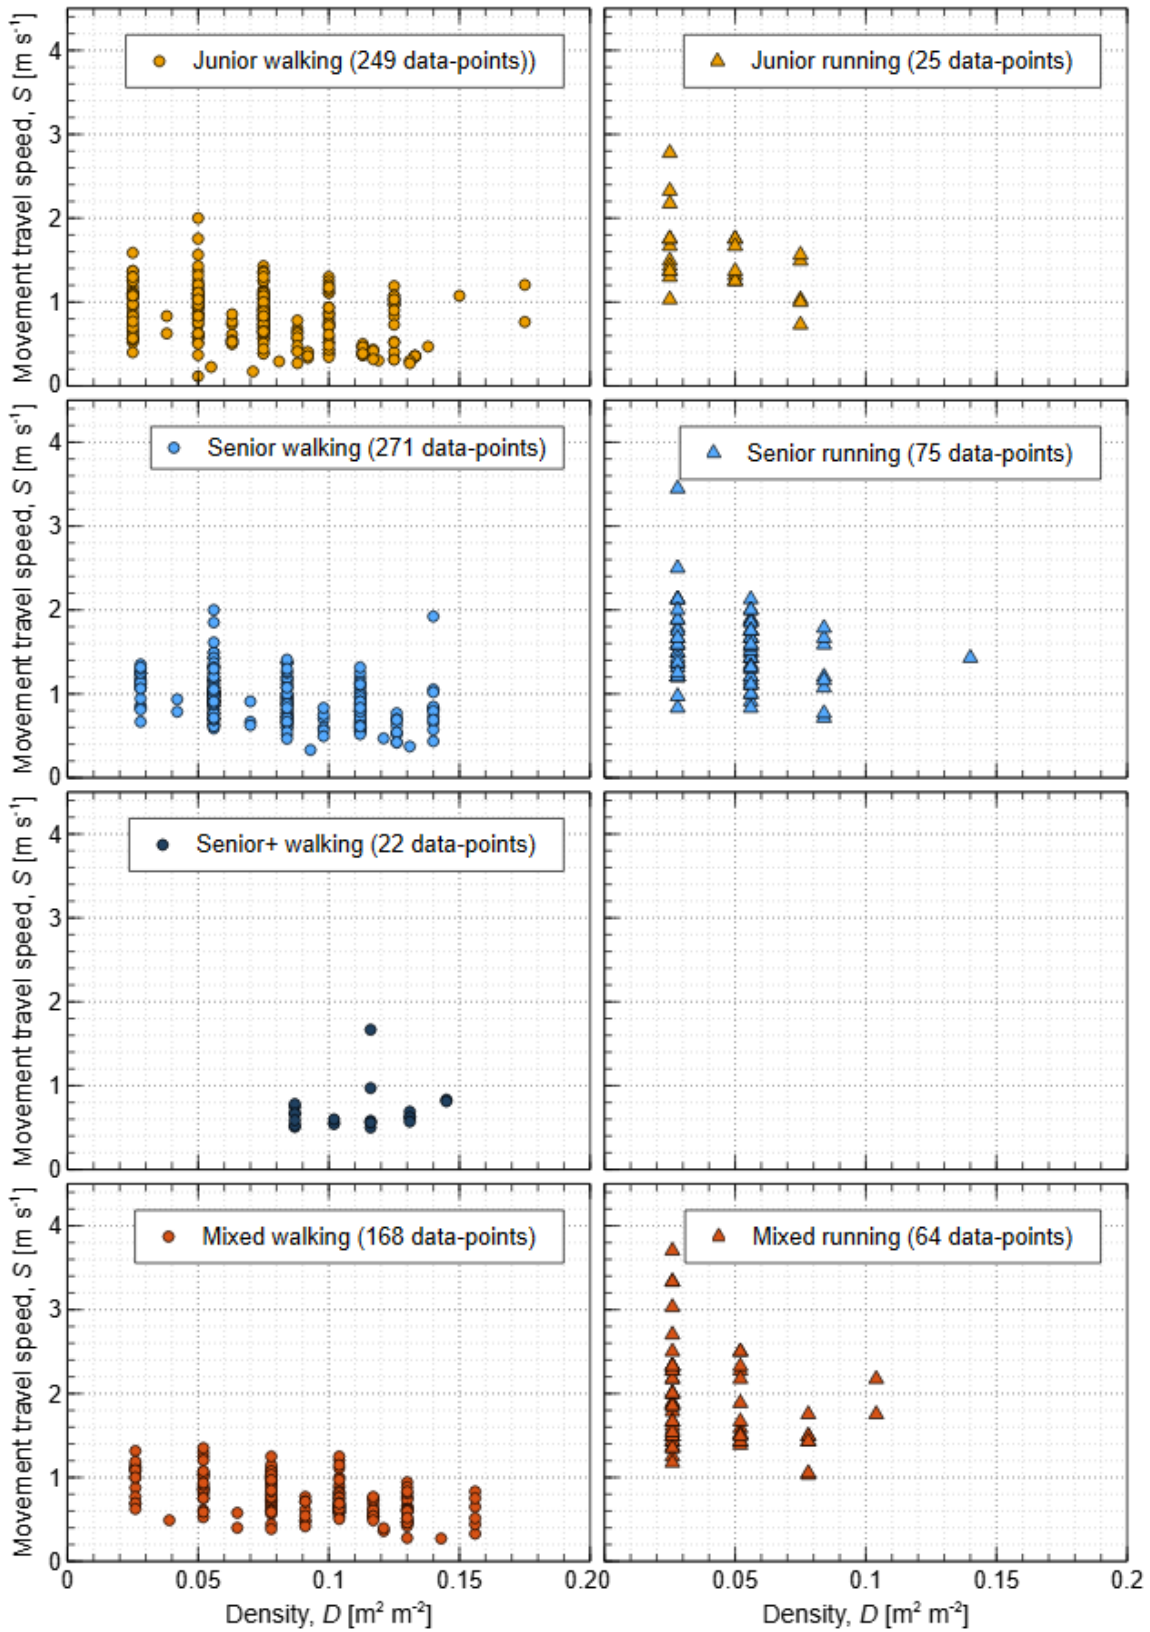 Movement travel speed, S [m s⁻¹]
4
3
2
1
0
Junior walking (249 data-points))
Junior running (25 data-points)
Movement travel speed, S [m s⁻¹]
4
3
2
1
0
Senior walking (271 data-points)
Senior running (75 data-points)
Movement travel speed, S [m s⁻¹]
4
3
2
1
0
Senior+ walking (22 data-points)
Movement travel speed, S [m s⁻¹]
4
3
2
1
0
Mixed walking (168 data-points)
Mixed running (64 data-points)
0 0.05 0.1 0.15 0.20 0.05 0.1 0.15 0.2
Density, D [m² m⁻²]
Density, D [m² m⁻²]